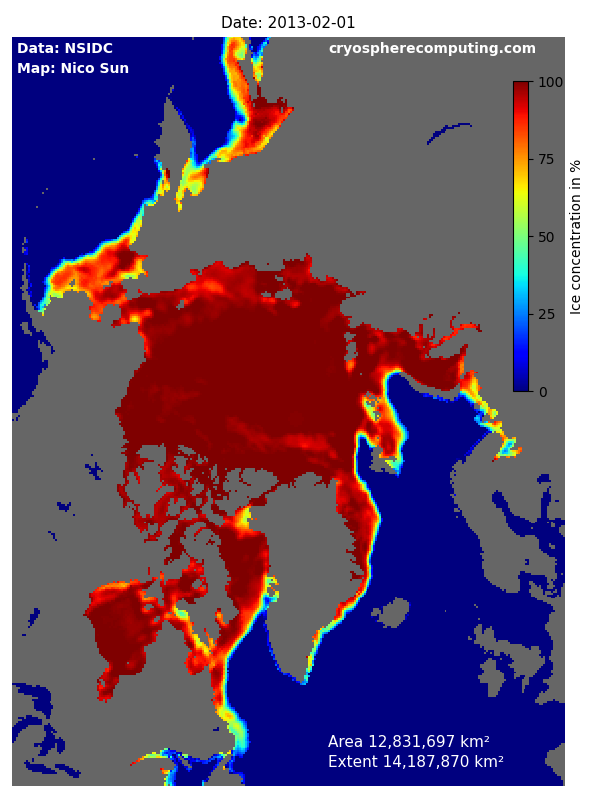 Date: 2013-02-01
Data: NSIDC
Map: Nico Sun
cryospherecomputing.com
100
75
50
25
0
Ice concentration in %
Area 12,831,697 km²
Extent 14,187,870 km²